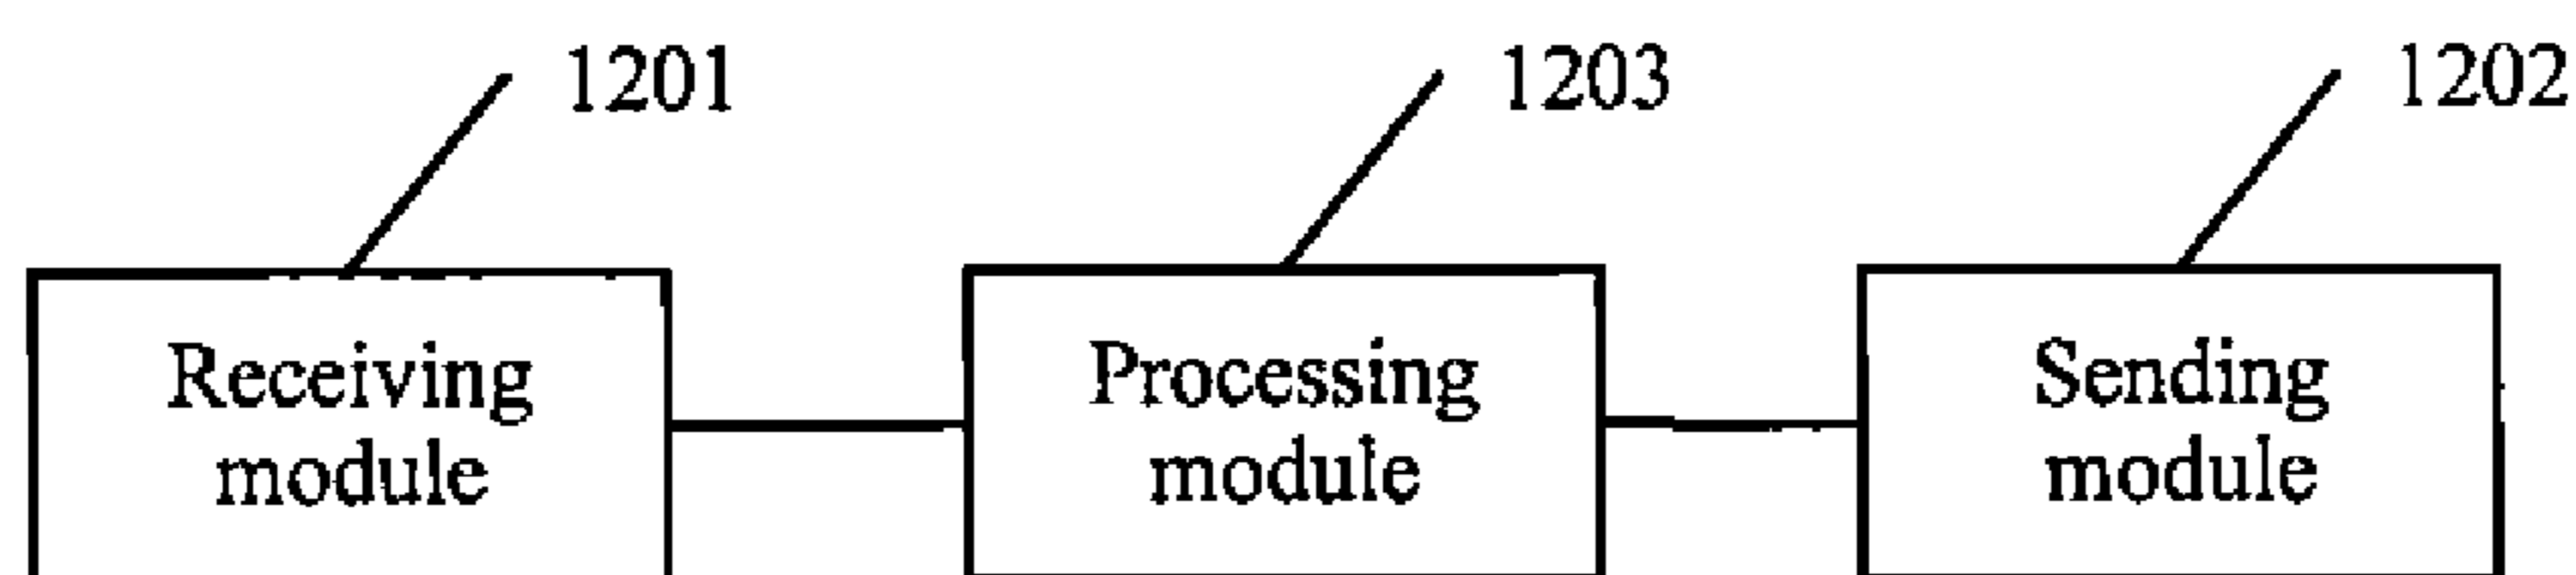 1201
1203
1202
Receiving
module
Processing
module
Sending
module